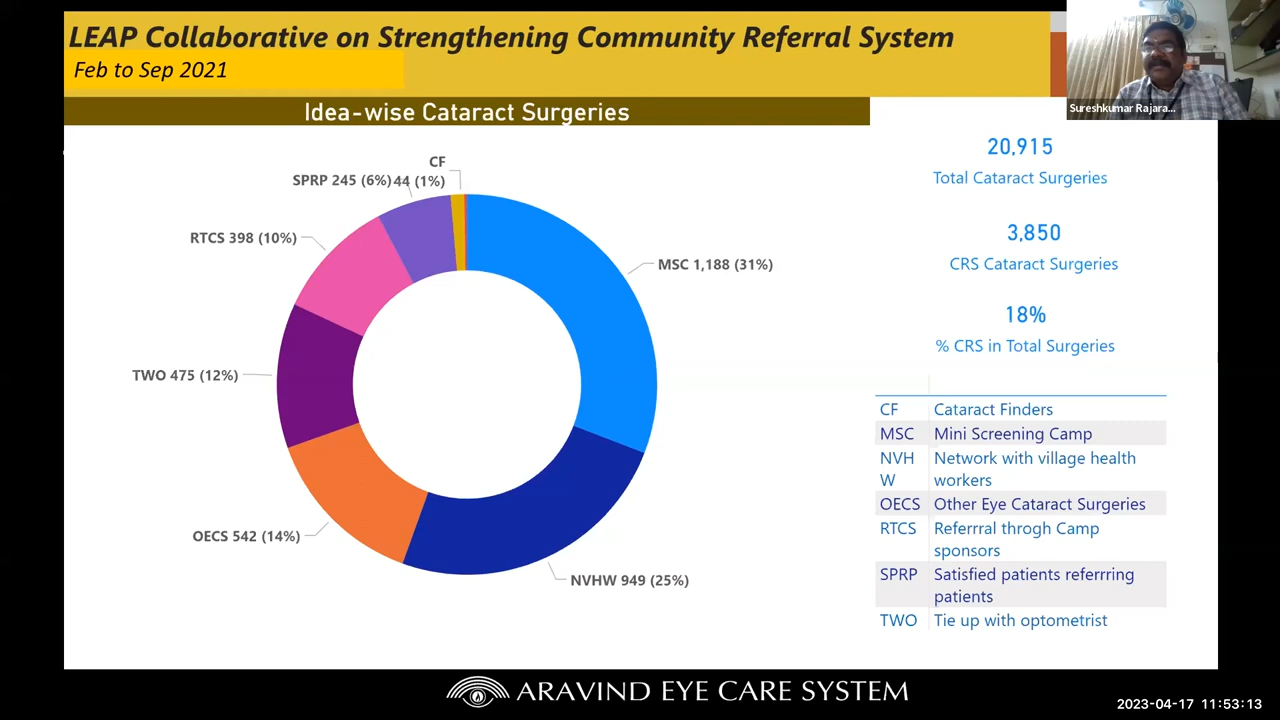 LEAP Collaborative on Strengthening Community Referral System
Feb to Sep 2021
Sureshkumar Rajara...
Idea-wise Cataract Surgeries
CF
44 (1%)
SPRP 245 (6%)
RTCS 398 (10%)
MSC 1,188 (31%)
TWO 475 (12%)
OECS 542 (14%)
NVHW 949 (25%)
20,915
Total Cataract Surgeries
3,850
CRS Cataract Surgeries
18%
% CRS in Total Surgeries
CF Cataract Finders
MSC Mini Screening Camp
NVH Network with village health
W workers
OECS Other Eye Cataract Surgeries
RTCS Referrral throgh Camp
sponsors
SPRP Satisfied patients referrring
patients
TWO Tie up with optometrist
ARAVIND EYE CARE SYSTEM
2023-04-17 11:53:13